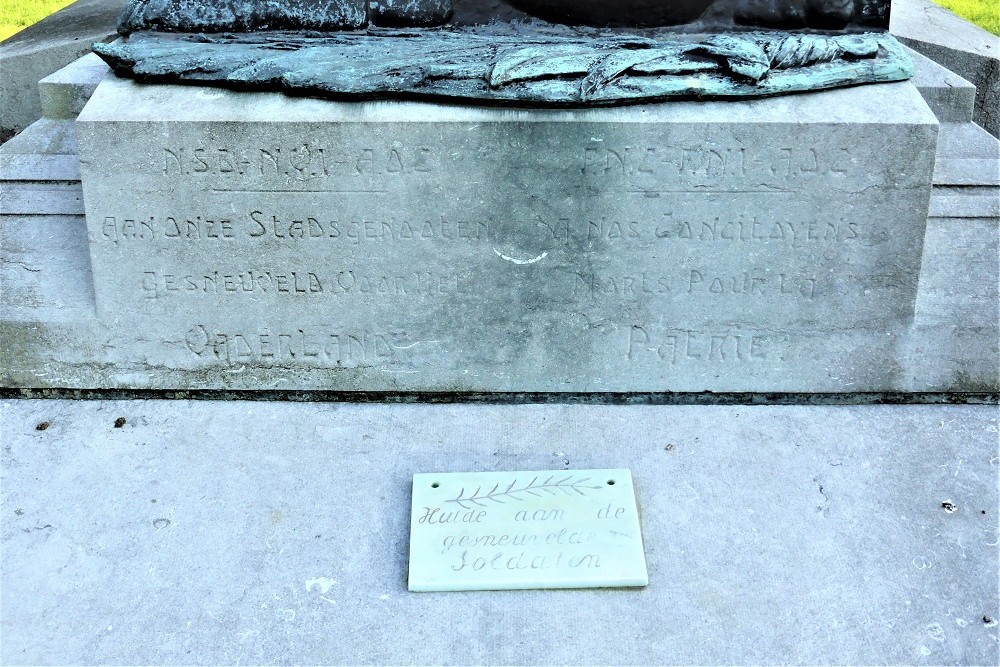 N.S.B-N.V.I-A.D.C F.N.C-F.N.I-A.D.C
Aan Onze Stadsgenooten A nos Concitoyens
Gesneuveld Voor Het Morts Pour La
Vaderland Patrie
Hulde aan de
gesneuvelde
Soldaten